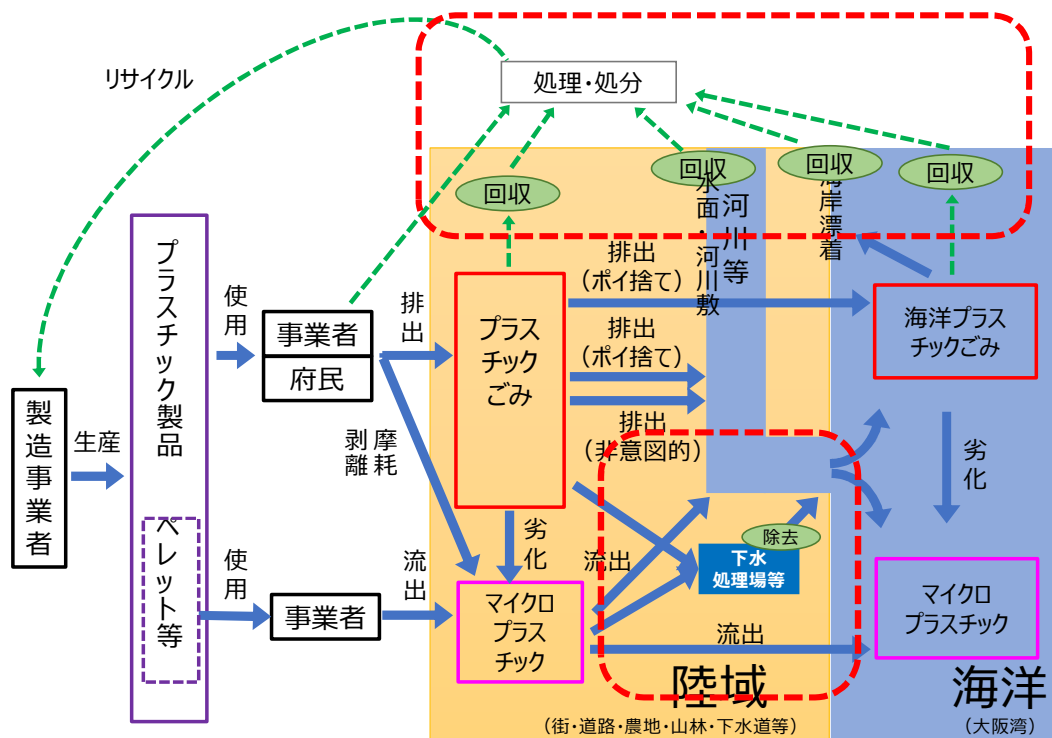 リサイクル
処理・処分
回収
回収
回収
回収
水面・河川敷
河川等
海岸漂着
プラスチック製品
使用
事業者
府民
排出
プラス
チック
ごみ
排出
（ポイ捨て）
排出
（ポイ捨て）
排出
（非意図的）
海洋プラス
チックごみ
製造事業者
生産
摩耗
剥離
劣化
劣化
ペレット等
使用
事業者
流出
マイクロ
プラス
チック
流出
除去
下水
処理場等
流出
マイクロ
プラスチック
陸域
（街・道路・農地・山林・下水道等）
海洋
（大阪湾）